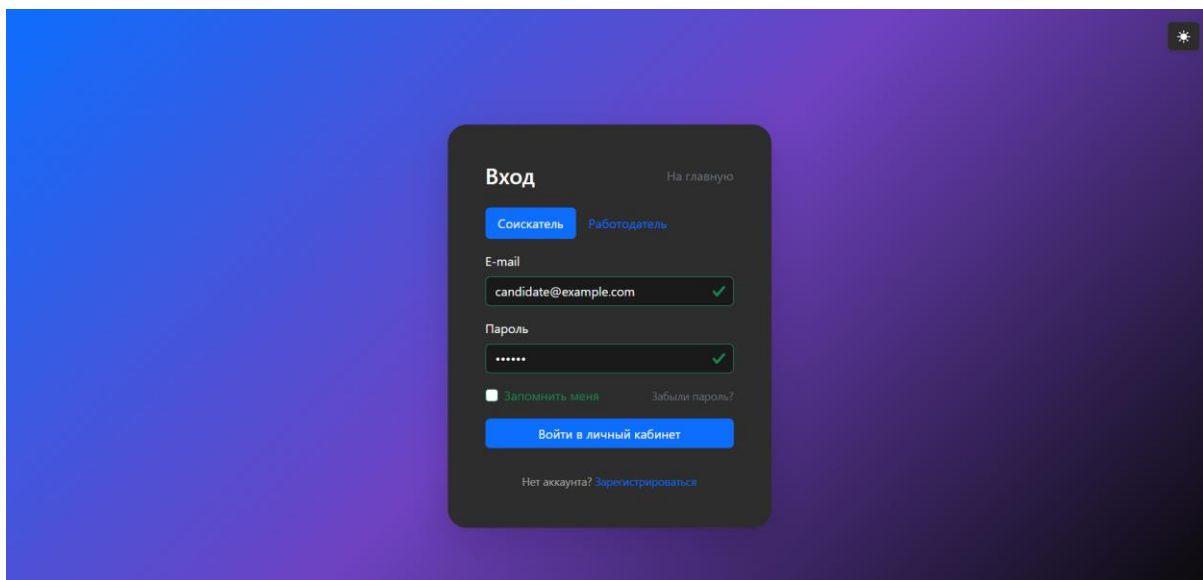 Вход На главную
Соискатель Работодатель
E-mail
candidate@example.com
Пароль
••••••
Запомнить меня Забыли пароль?
Войти в личный кабинет
Нет аккаунта? Зарегистрироваться